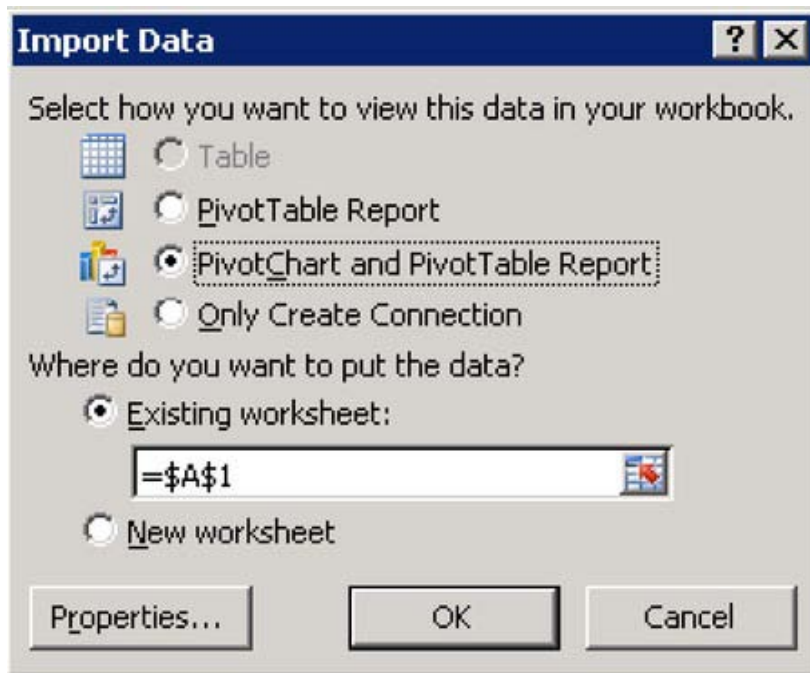 Import Data
Select how you want to view this data in your workbook.
Table
PivotTable Report
PivotChart and PivotTable Report
Only Create Connection
Where do you want to put the data?
Existing worksheet:
=$A$1
New worksheet
Properties... OK Cancel